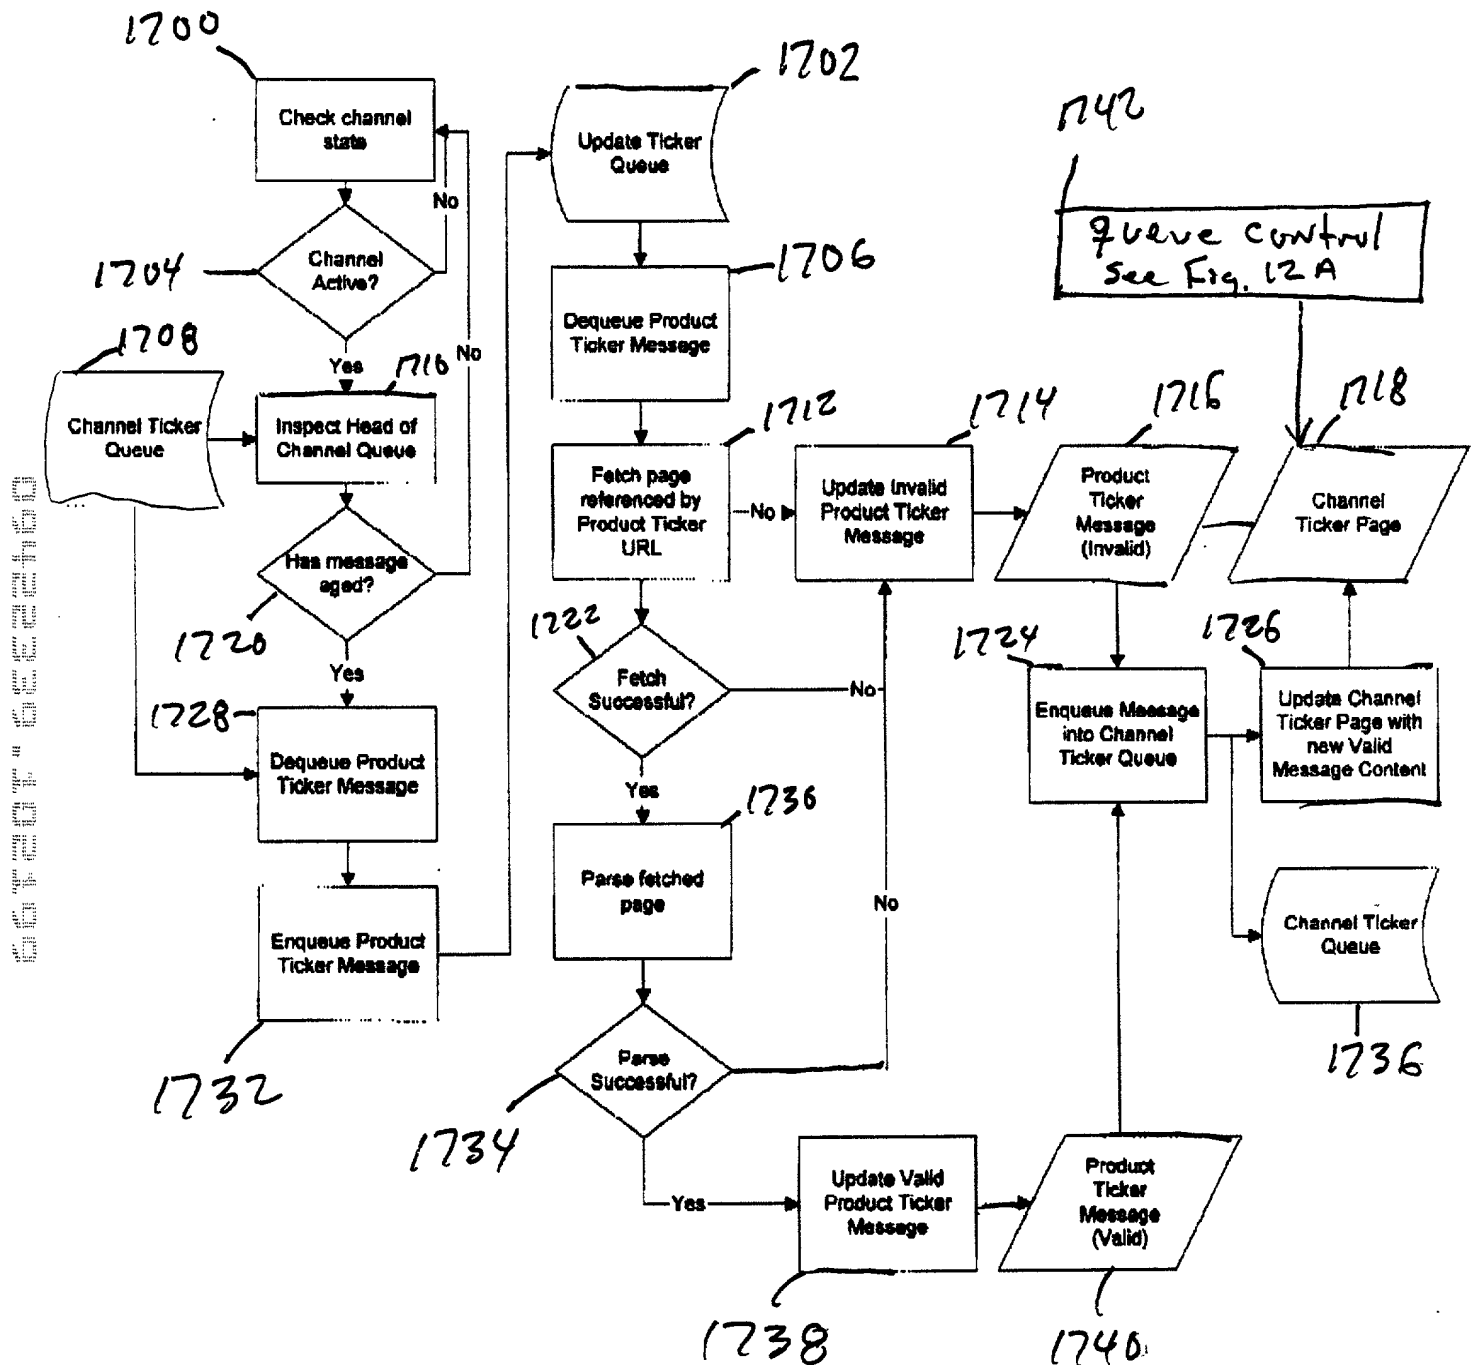 1700
Check channel
state
No
1704
Channel
Active?
Yes
No
1708
Channel Ticker
Queue
1710
Inspect Head of
Channel Queue
Has message
aged?
1720
Yes
1728
Dequeue Product
Ticker Message
Enqueue Product
Ticker Message
1732
1702
Update Ticker
Queue
1706
Dequeue Product
Ticker Message
1712
Fetch page
referenced by
Product Ticker
URL
No
1722
Fetch
Successful?
No
Yes
1730
Parse fetched
page
No
Parse
Successful?
1734
Yes
1714
Update Invalid
Product Ticker
Message
1716
Product
Ticker
Message
(Invalid)
1742
queue control
see Fig. 12A
1718
Channel
Ticker Page
1724
Enqueue Message
into Channel
Ticker Queue
1726
Update Channel
Ticker Page with
new Valid
Message Content
Channel Ticker
Queue
1736
Update Valid
Product Ticker
Message
1738
Product
Ticker
Message
(Valid)
1740